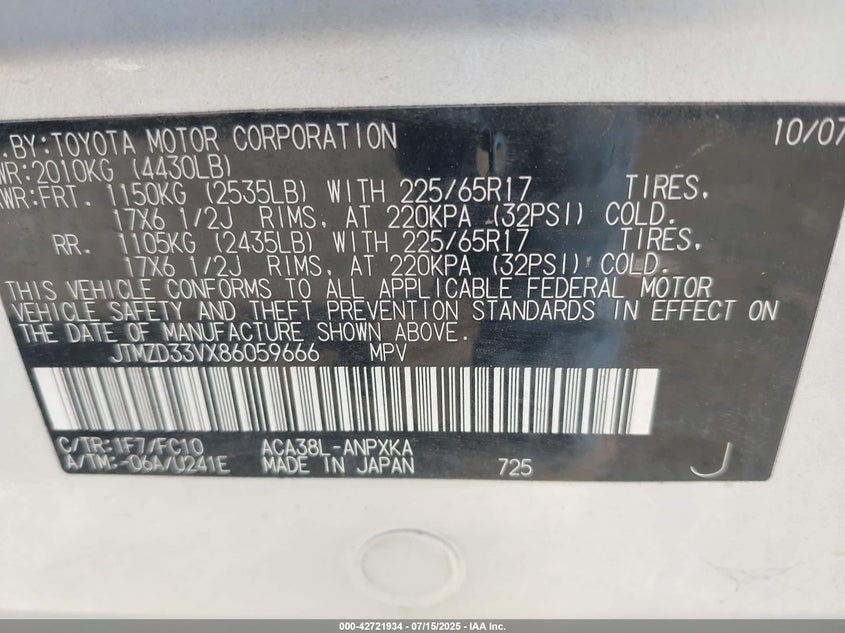 .BY:TOYOTA MOTOR CORPORATION 10/07
WR:2010KG (4430LB)
WR:FRT. 1150KG (2535LB) WITH 225/65R17 TIRES,
17X6 1/2J RIMS, AT 220KPA (32PSI) COLD.
RR. 1105KG (2435LB) WITH 225/65R17 TIRES,
17X6 1/2J RIMS, AT 220KPA (32PSI) COLD.
THIS VEHICLE CONFORMS TO ALL APPLICABLE FEDERAL MOTOR
VEHICLE SAFETY AND THEFT PREVENTION STANDARDS IN EFFECT ON
THE DATE OF MANUFACTURE SHOWN ABOVE.
JTMZD33VX86059666 MPV
C/TR:1F7/FC10 ACA38L-ANPXKA
A/TM:-06A/U241E MADE IN JAPAN 725 J
000-42721934 - 07/15/2025 - IAA Inc.